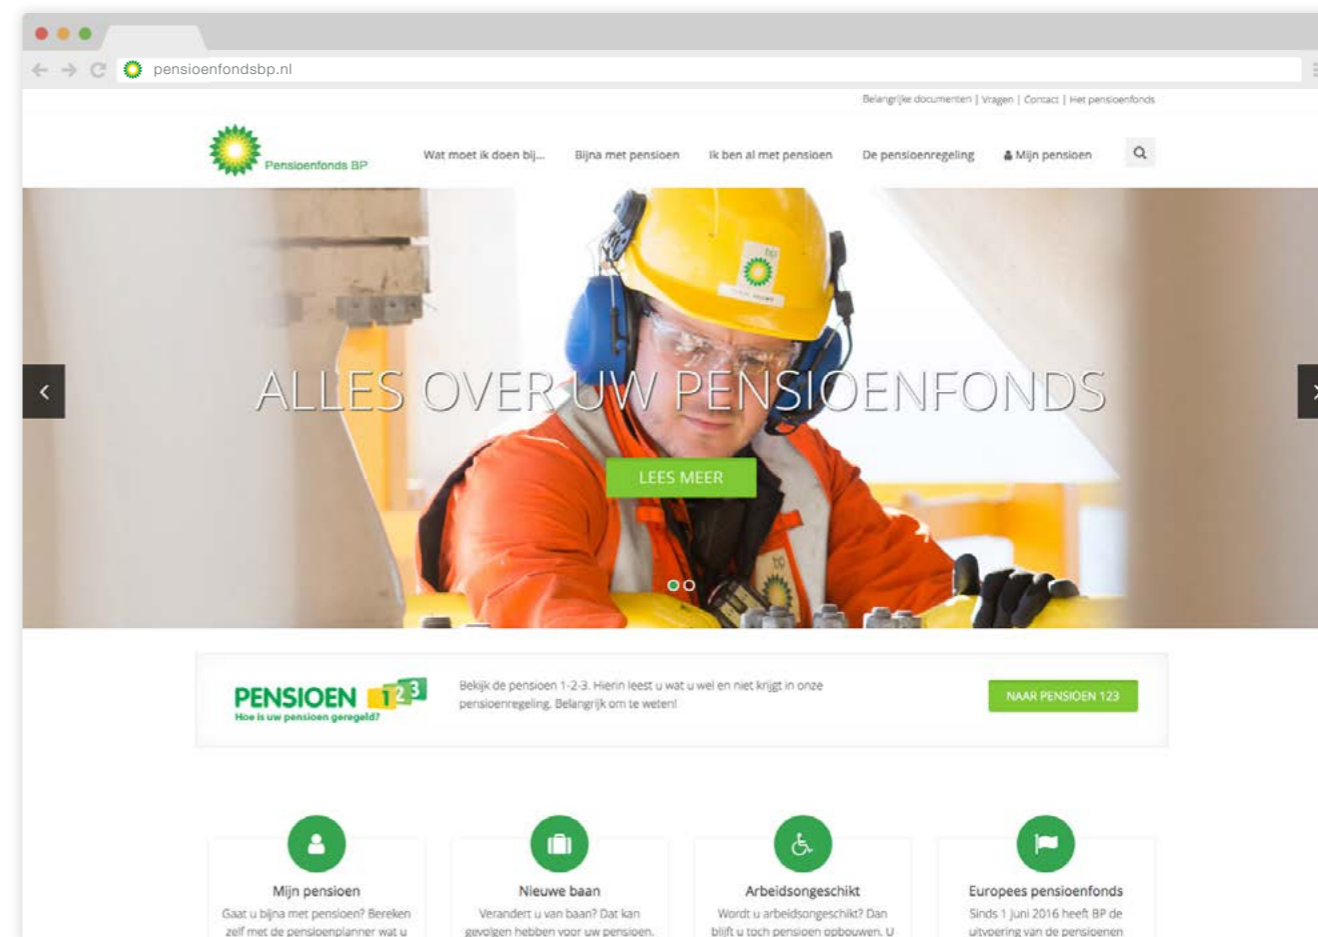 pensioenfondsbp.nl
Belangrijke documenten | Vragen | Contact | Het pensioenfonds
Pensioenfonds BP
Wat moet ik doen bij...
Bijna met pensioen
Ik ben al met pensioen
De pensioenregeling
Mijn pensioen
bp
ALLES OVER UW PENSIOENFONDS
LEES MEER
bp
PENSIOEN 123
Hoe is uw pensioen geregeld?
Bekijk de pensioen 1-2-3. Hierin leest u wat u wel en niet krijgt in onze
pensioenregeling. Belangrijk om te weten!
NAAR PENSIOEN 123
Mijn pensioen
Gaat u bijna met pensioen? Bereken
zelf met de pensioenplanner wat u
Nieuwe baan
Verandert u van baan? Dat kan
gevolgen hebben voor uw pensioen.
Arbeidsongeschikt
Wordt u arbeidsongeschikt? Dan
blijft u toch pensioen opbouwen. U
Europees pensioenfonds
Sinds 1 juni 2016 heeft BP de
uitvoering van de pensioenen